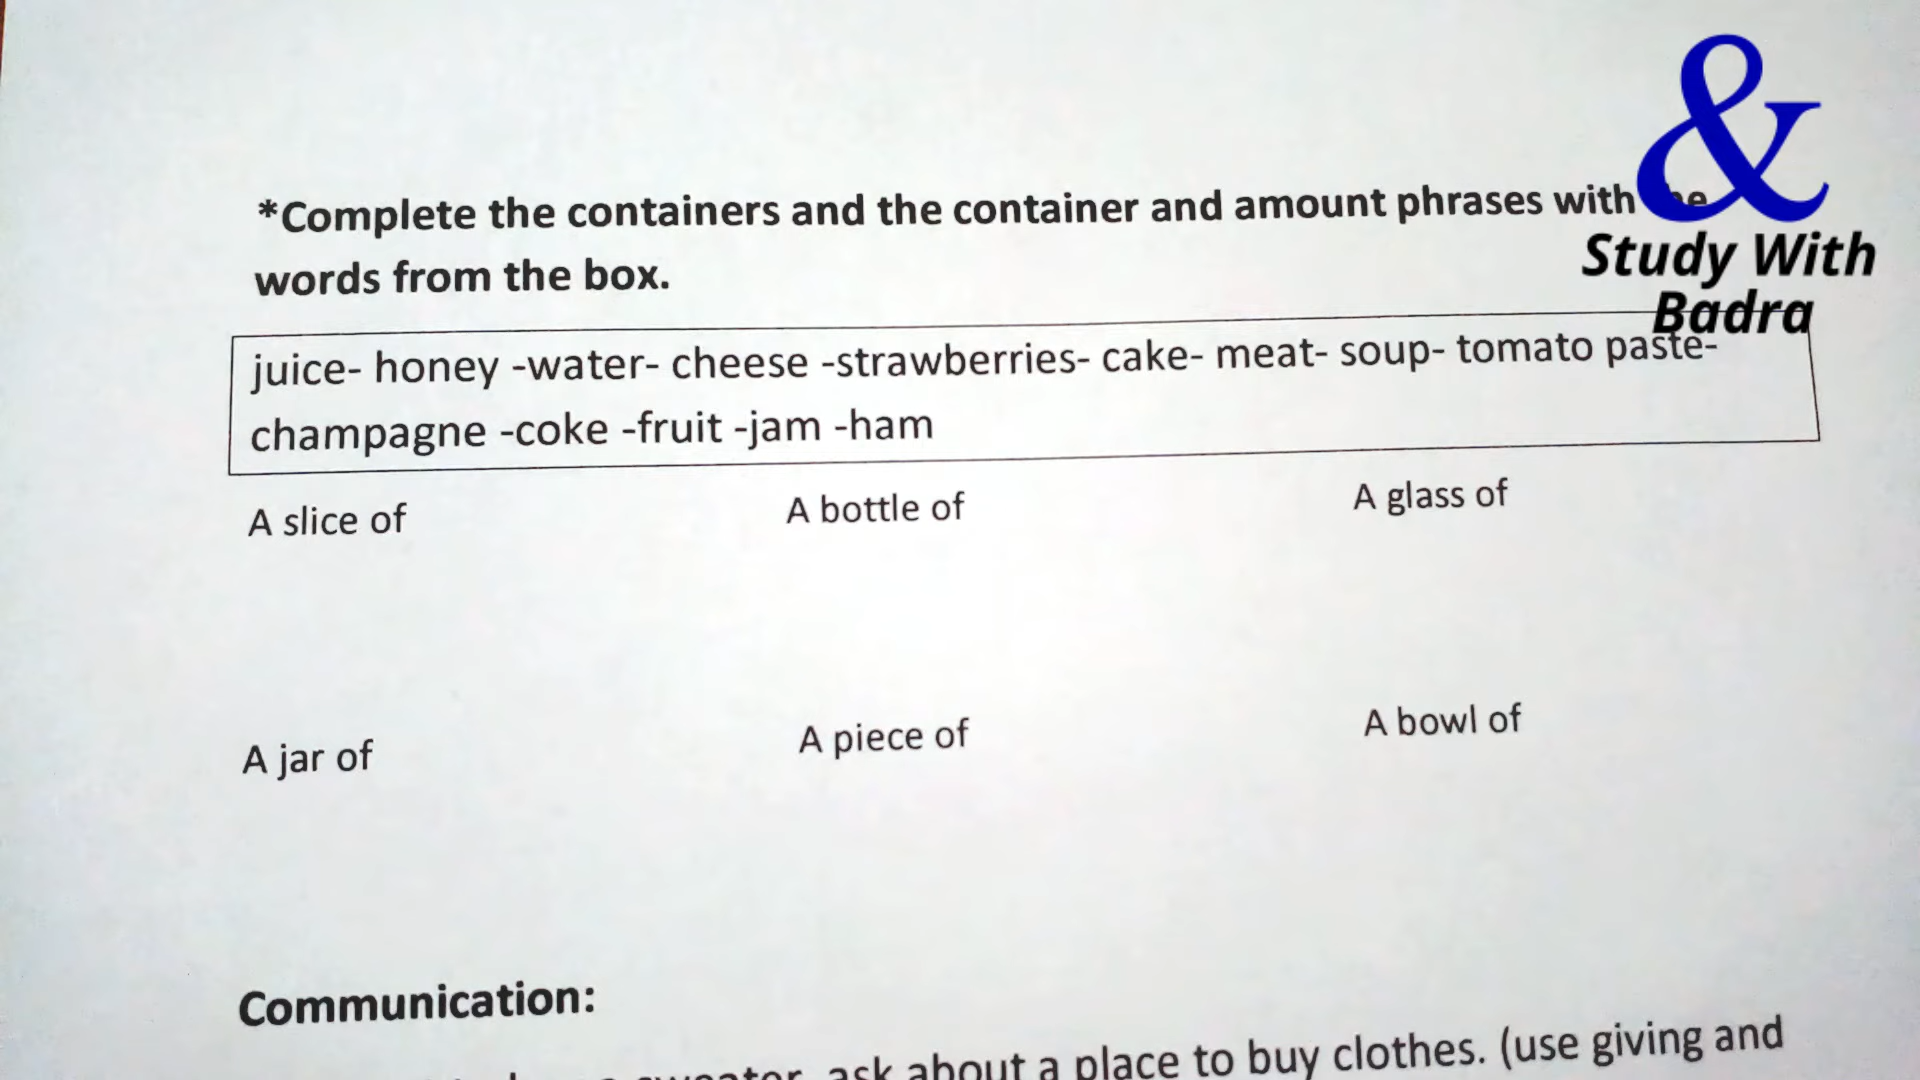 *Complete the containers and the container and amount phrases with
words from the box.
&
Study With
Badra
juice- honey -water- cheese -strawberries- cake- meat- soup- tomato paste-
champagne -coke -fruit -jam -ham
A slice of A bottle of A glass of
A jar of A piece of A bowl of
Communication:
ask about a place to buy clothes. (use giving and